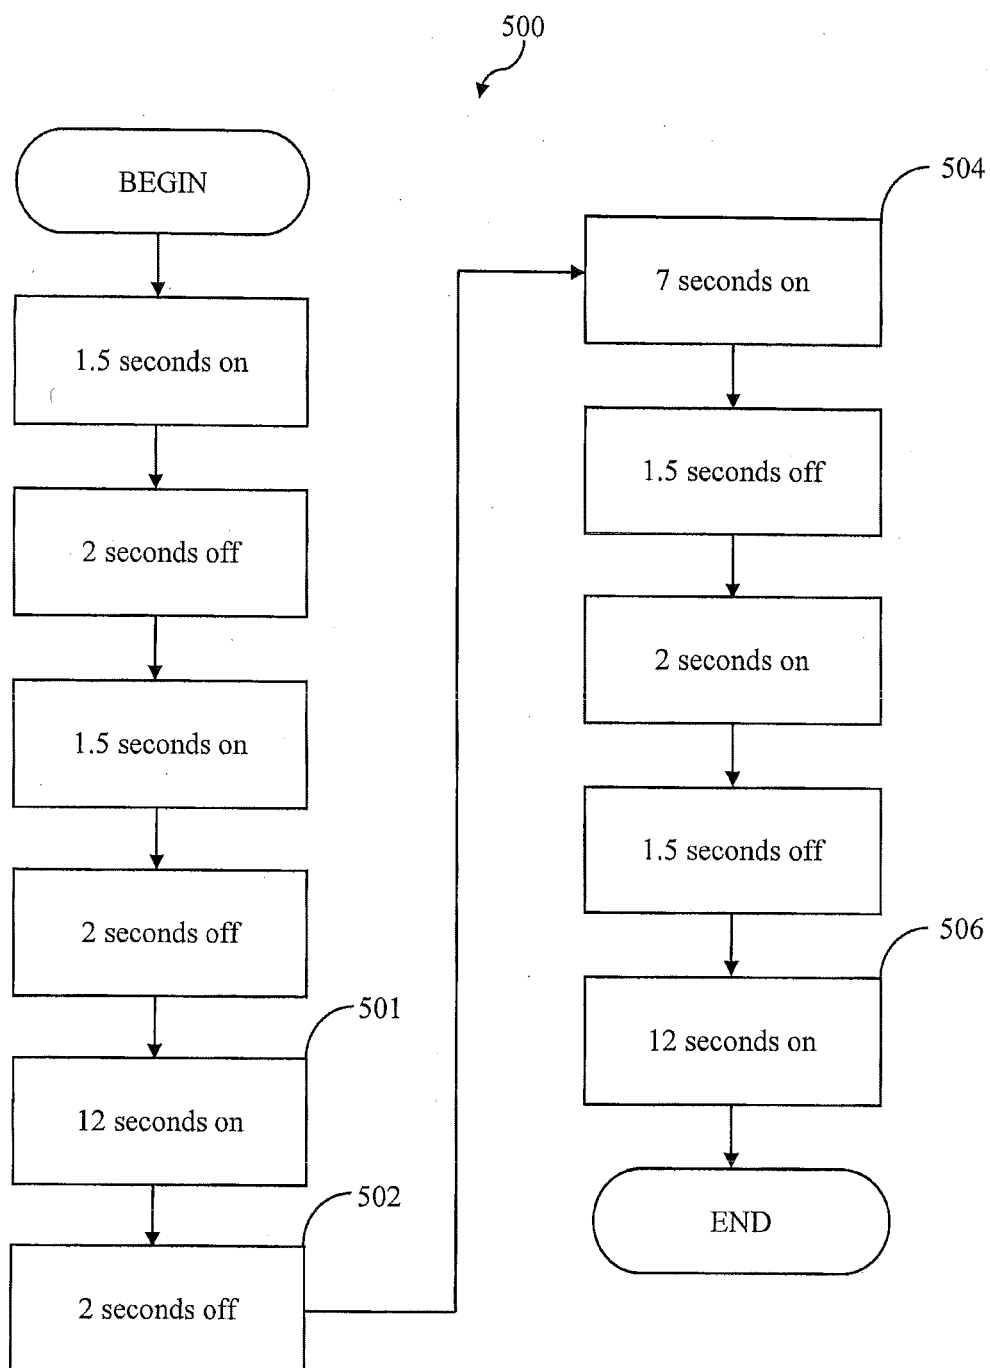 500
BEGIN
1.5 seconds on
2 seconds off
1.5 seconds on
2 seconds off
501
12 seconds on
502
2 seconds off
504
7 seconds on
1.5 seconds off
2 seconds on
1.5 seconds off
506
12 seconds on
END